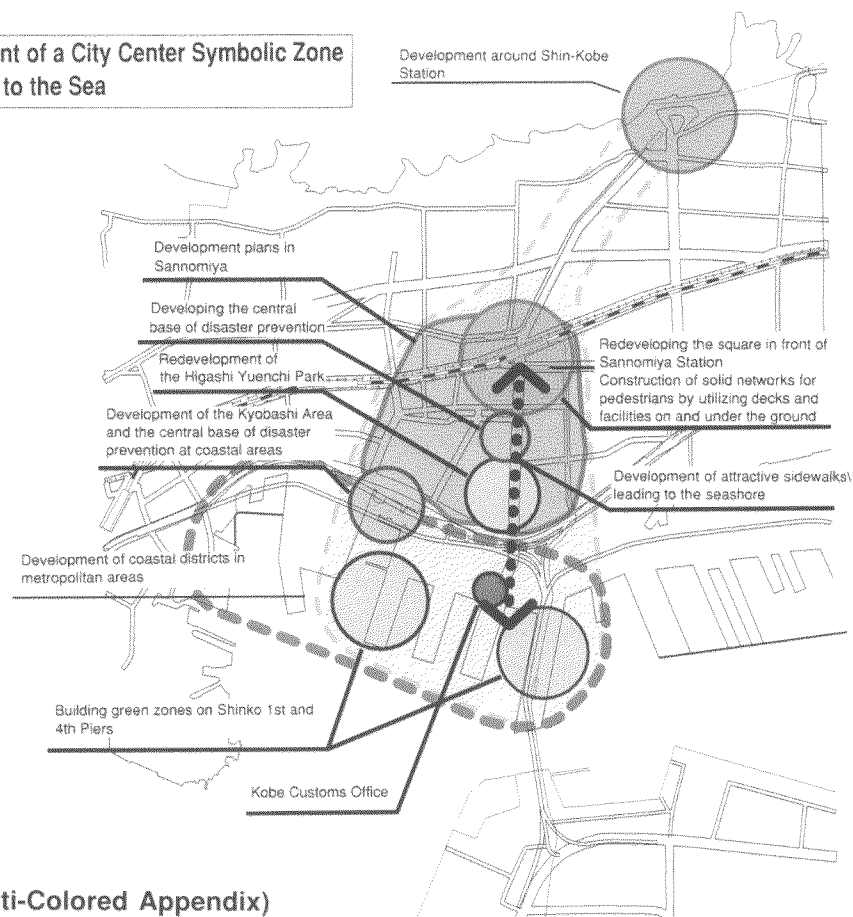 nt of a City Center Symbolic Zone
to the Sea
Development around Shin-Kobe
Station
Development plans in
Sannomiya
Developing the central
base of disaster prevention
Redevelopment of
the Higashi Yuenchi Park
Development of the Kyobashi Area
and the central base of disaster
prevention at coastal areas
Redeveloping the square in front of
Sannomiya Station
Construction of solid networks for
pedestrians by utilizing decks and
facilities on and under the ground
Development of attractive sidewalks\
leading to the seashore
Development of coastal districts in
metropolitan areas
Building green zones on Shinko 1st and
4th Piers
Kobe Customs Office
ti-Colored Appendix)